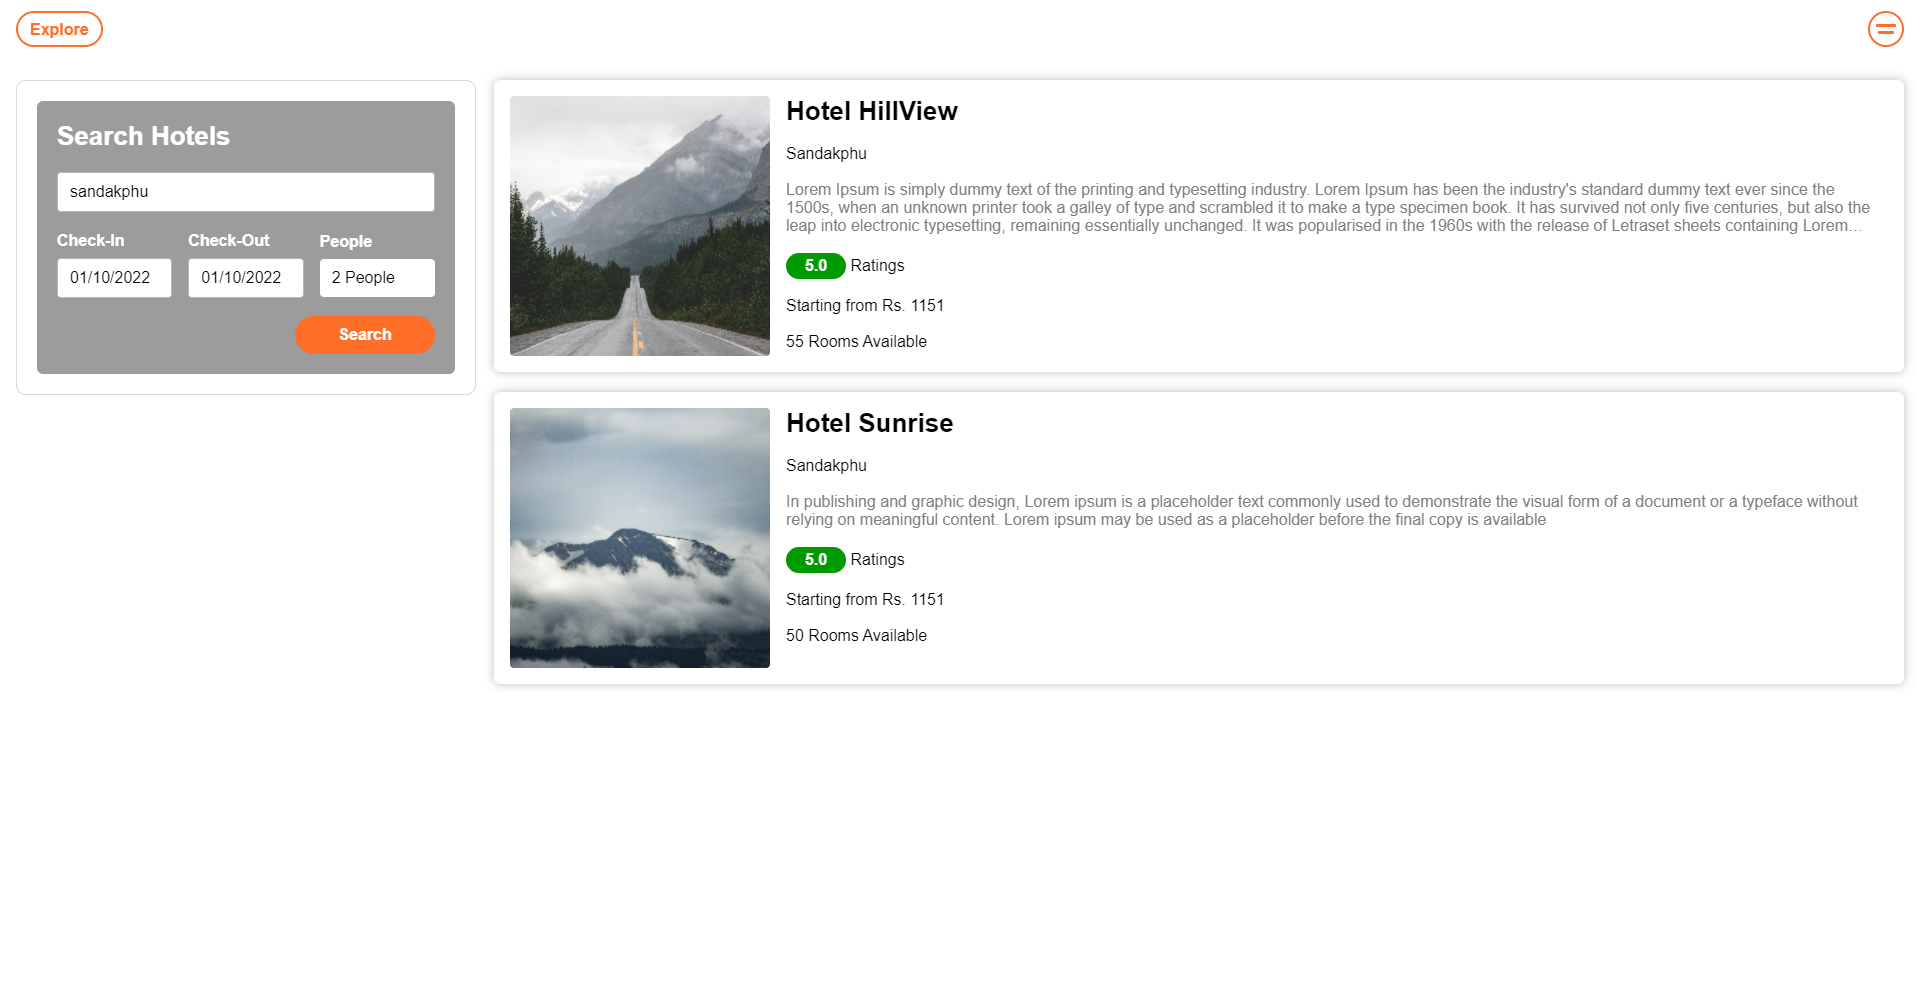 Explore
Search Hotels
sandakphu
Check-In Check-Out People
01/10/2022 01/10/2022 2 People
Search
Hotel HillView
Sandakphu
Lorem Ipsum is simply dummy text of the printing and typesetting industry. Lorem Ipsum has been the industry's standard dummy text ever since the
1500s, when an unknown printer took a galley of type and scrambled it to make a type specimen book. It has survived not only five centuries, but also the
leap into electronic typesetting, remaining essentially unchanged. It was popularised in the 1960s with the release of Letraset sheets containing Lorem…
5.0 Ratings
Starting from Rs. 1151
55 Rooms Available
Hotel Sunrise
Sandakphu
In publishing and graphic design, Lorem ipsum is a placeholder text commonly used to demonstrate the visual form of a document or a typeface without
relying on meaningful content. Lorem ipsum may be used as a placeholder before the final copy is available
5.0 Ratings
Starting from Rs. 1151
50 Rooms Available